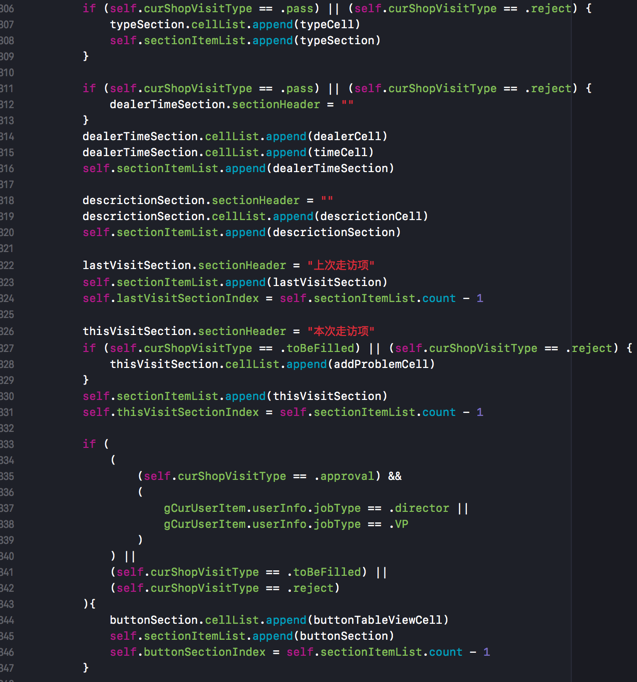 306 if (self.curShopVisitType == .pass) || (self.curShopVisitType == .reject) {
307 typeSection.cellList.append(typeCell)
308 self.sectionItemList.append(typeSection)
309 }
310
311 if (self.curShopVisitType == .pass) || (self.curShopVisitType == .reject) {
312 dealerTimeSection.sectionHeader = ""
313 }
314 dealerTimeSection.cellList.append(dealerCell)
315 dealerTimeSection.cellList.append(timeCell)
316 self.sectionItemList.append(dealerTimeSection)
317
318 descrictionSection.sectionHeader = ""
319 descrictionSection.cellList.append(descrictionCell)
320 self.sectionItemList.append(descrictionSection)
321
322 lastVisitSection.sectionHeader = "上次走访项"
323 self.sectionItemList.append(lastVisitSection)
324 self.lastVisitSectionIndex = self.sectionItemList.count - 1
325
326 thisVisitSection.sectionHeader = "本次走访项"
327 if (self.curShopVisitType == .toBeFilled) || (self.curShopVisitType == .reject) {
328 thisVisitSection.cellList.append(addProblemCell)
329 }
330 self.sectionItemList.append(thisVisitSection)
331 self.thisVisitSectionIndex = self.sectionItemList.count - 1
332
333 if (
334 (
335 (self.curShopVisitType == .approval) &&
336 (
337 gCurUserItem.userInfo.jobType == .director ||
338 gCurUserItem.userInfo.jobType == .VP
339 )
340 ) ||
341 (self.curShopVisitType == .toBeFilled) ||
342 (self.curShopVisitType == .reject)
343 ){
344 buttonSection.cellList.append(buttonTableViewCell)
345 self.sectionItemList.append(buttonSection)
346 self.buttonSectionIndex = self.sectionItemList.count - 1
347 }